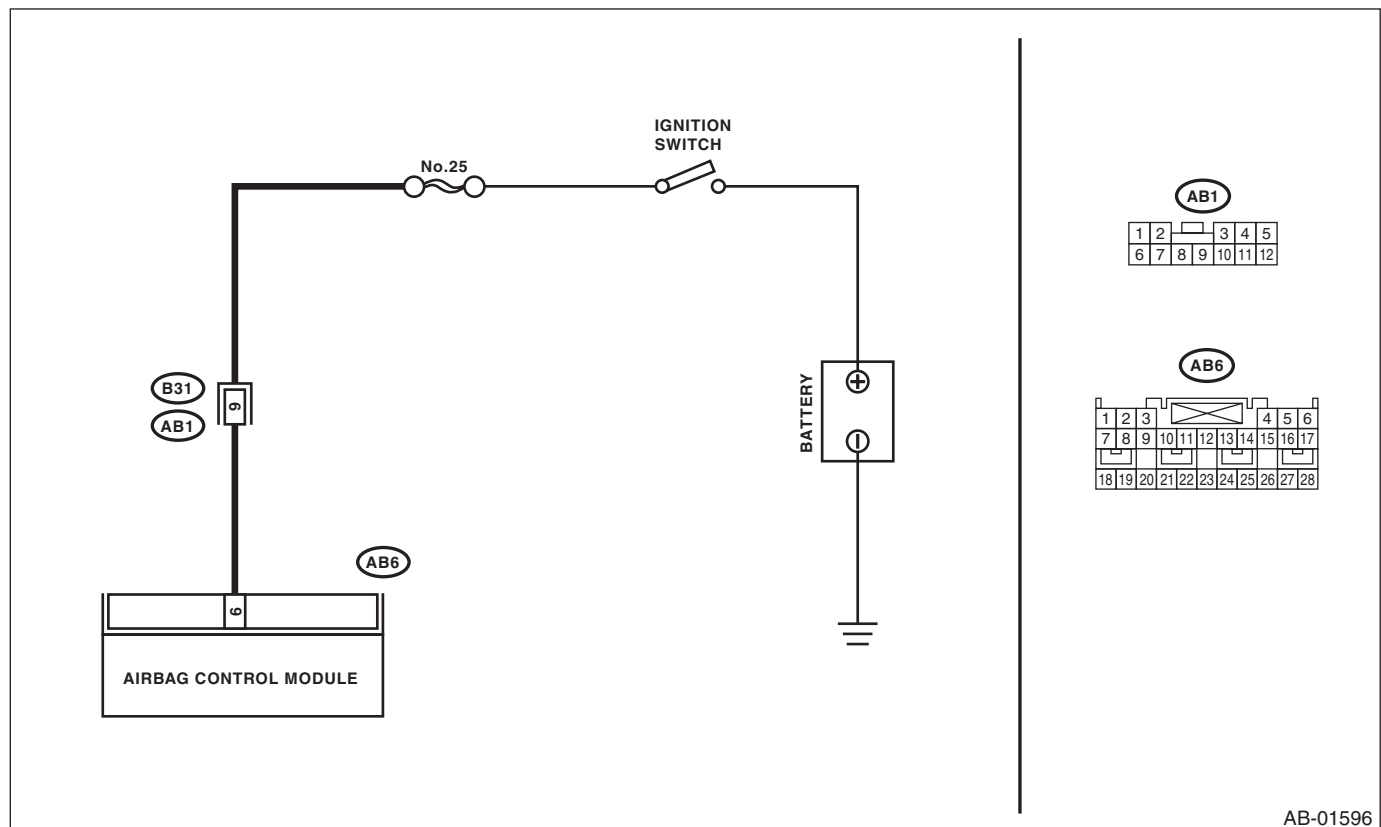 IGNITION
SWITCH
No.25
B31
AB1
9
BATTERY
AB6
6
AIRBAG CONTROL MODULE
AB1
1 2 3 4 5
6 7 8 9 10 11 12
AB6
1 2 3 4 5 6
7 8 9 10 11 12 13 14 15 16 17
18 19 20 21 22 23 24 25 26 27 28
AB-01596